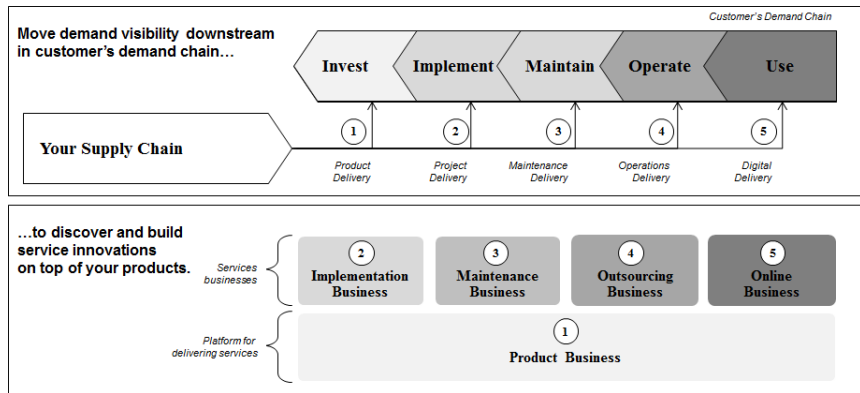 Customer's Demand Chain
Move demand visibility downstream
in customer's demand chain…
Invest
Implement
Maintain
Operate
Use
1
2
3
4
5
Your Supply Chain
Product
Delivery
Project
Delivery
Maintenance
Delivery
Operations
Delivery
Digital
Delivery
…to discover and build
service innovations
on top of your products.
Services
businesses
2
Implementation
Business
3
Maintenance
Business
4
Outsourcing
Business
5
Online
Business
Platform for
delivering services
1
Product Business